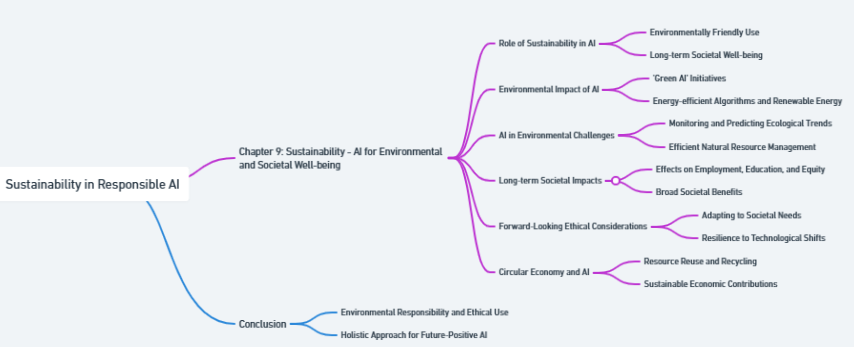 Sustainability in Responsible AI
Chapter 9: Sustainability - AI for Environmental
and Societal Well-being
Role of Sustainability in AI
Environmentally Friendly Use
Long-term Societal Well-being
Environmental Impact of AI
'Green AI' Initiatives
Energy-efficient Algorithms and Renewable Energy
AI in Environmental Challenges
Monitoring and Predicting Ecological Trends
Efficient Natural Resource Management
Long-term Societal Impacts
Effects on Employment, Education, and Equity
Broad Societal Benefits
Forward-Looking Ethical Considerations
Adapting to Societal Needs
Resilience to Technological Shifts
Circular Economy and AI
Resource Reuse and Recycling
Sustainable Economic Contributions
Conclusion
Environmental Responsibility and Ethical Use
Holistic Approach for Future-Positive AI